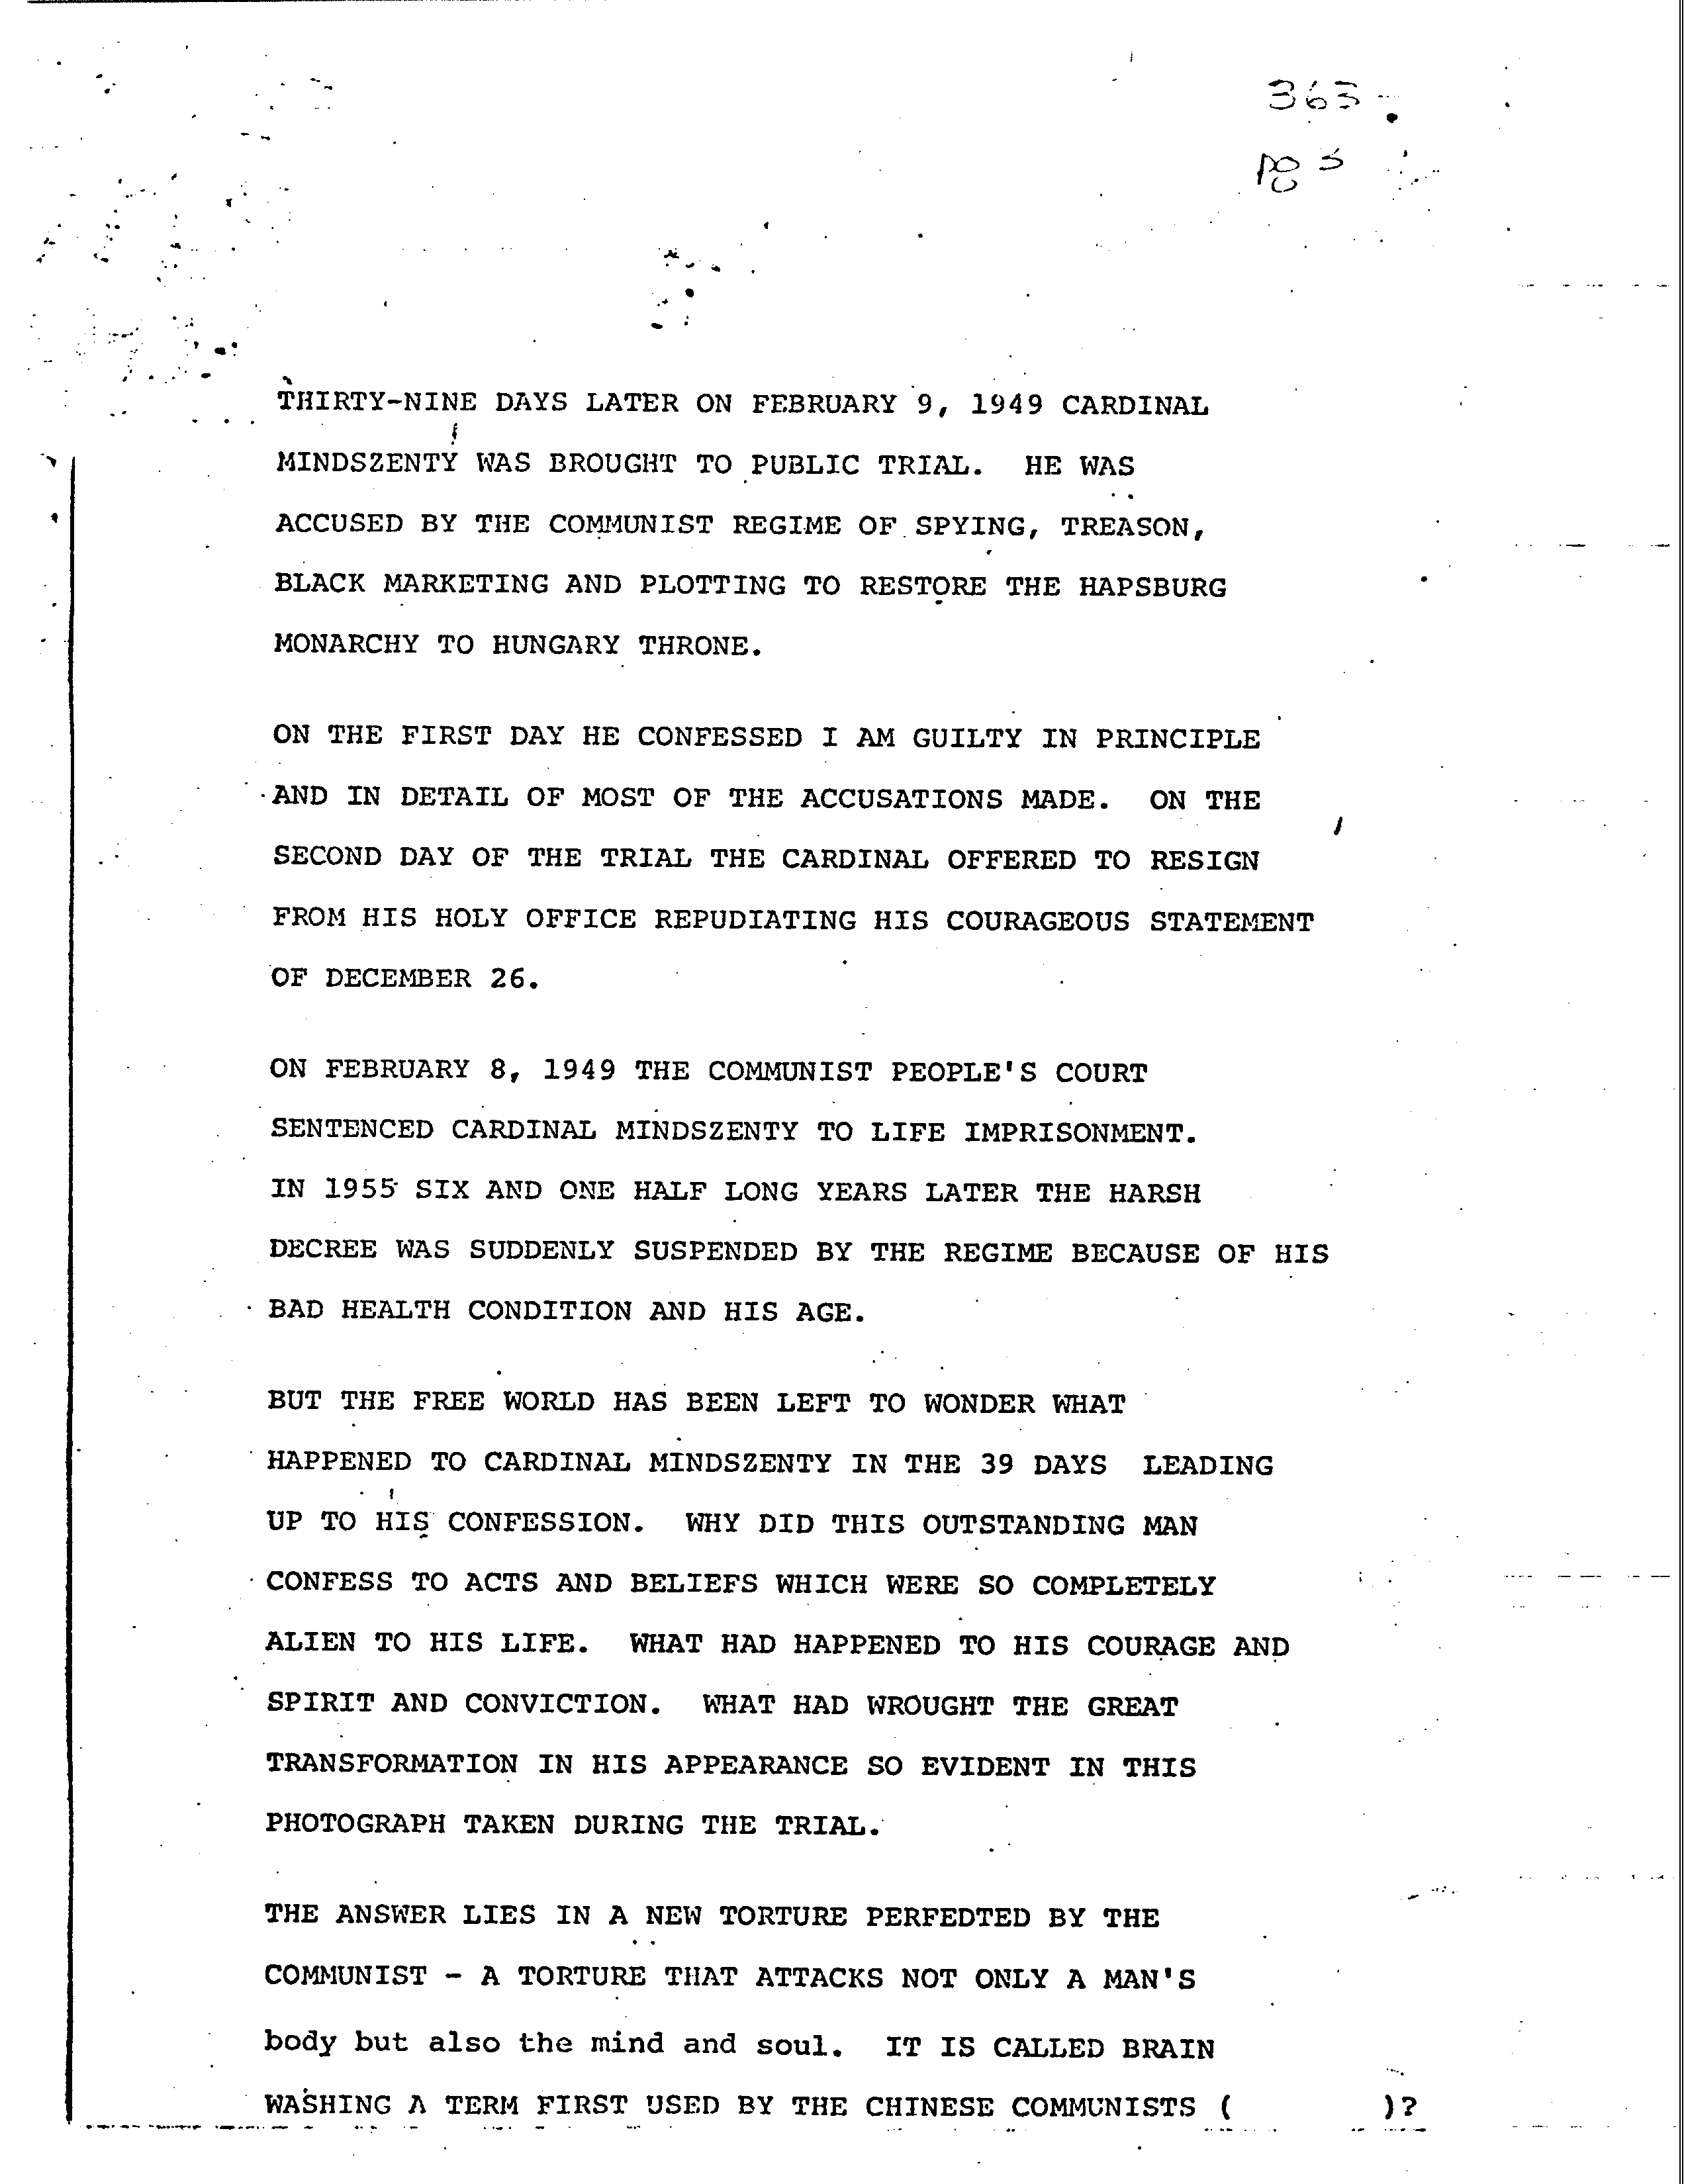 363
pg 3
THIRTY-NINE DAYS LATER ON FEBRUARY 9, 1949 CARDINAL
MINDSZENTY WAS BROUGHT TO PUBLIC TRIAL. HE WAS
ACCUSED BY THE COMMUNIST REGIME OF SPYING, TREASON,
BLACK MARKETING AND PLOTTING TO RESTORE THE HAPSBURG
MONARCHY TO HUNGARY THRONE.
ON THE FIRST DAY HE CONFESSED I AM GUILTY IN PRINCIPLE
AND IN DETAIL OF MOST OF THE ACCUSATIONS MADE. ON THE
SECOND DAY OF THE TRIAL THE CARDINAL OFFERED TO RESIGN
FROM HIS HOLY OFFICE REPUDIATING HIS COURAGEOUS STATEMENT
OF DECEMBER 26.
ON FEBRUARY 8, 1949 THE COMMUNIST PEOPLE'S COURT
SENTENCED CARDINAL MINDSZENTY TO LIFE IMPRISONMENT.
IN 1955 SIX AND ONE HALF LONG YEARS LATER THE HARSH
DECREE WAS SUDDENLY SUSPENDED BY THE REGIME BECAUSE OF HIS
BAD HEALTH CONDITION AND HIS AGE.
BUT THE FREE WORLD HAS BEEN LEFT TO WONDER WHAT
HAPPENED TO CARDINAL MINDSZENTY IN THE 39 DAYS LEADING
UP TO HIS CONFESSION. WHY DID THIS OUTSTANDING MAN
CONFESS TO ACTS AND BELIEFS WHICH WERE SO COMPLETELY
ALIEN TO HIS LIFE. WHAT HAD HAPPENED TO HIS COURAGE AND
SPIRIT AND CONVICTION. WHAT HAD WROUGHT THE GREAT
TRANSFORMATION IN HIS APPEARANCE SO EVIDENT IN THIS
PHOTOGRAPH TAKEN DURING THE TRIAL.
THE ANSWER LIES IN A NEW TORTURE PERFEDTED BY THE
COMMUNIST - A TORTURE THAT ATTACKS NOT ONLY A MAN'S
body but also the mind and soul. IT IS CALLED BRAIN
WASHING A TERM FIRST USED BY THE CHINESE COMMUNISTS ( )?